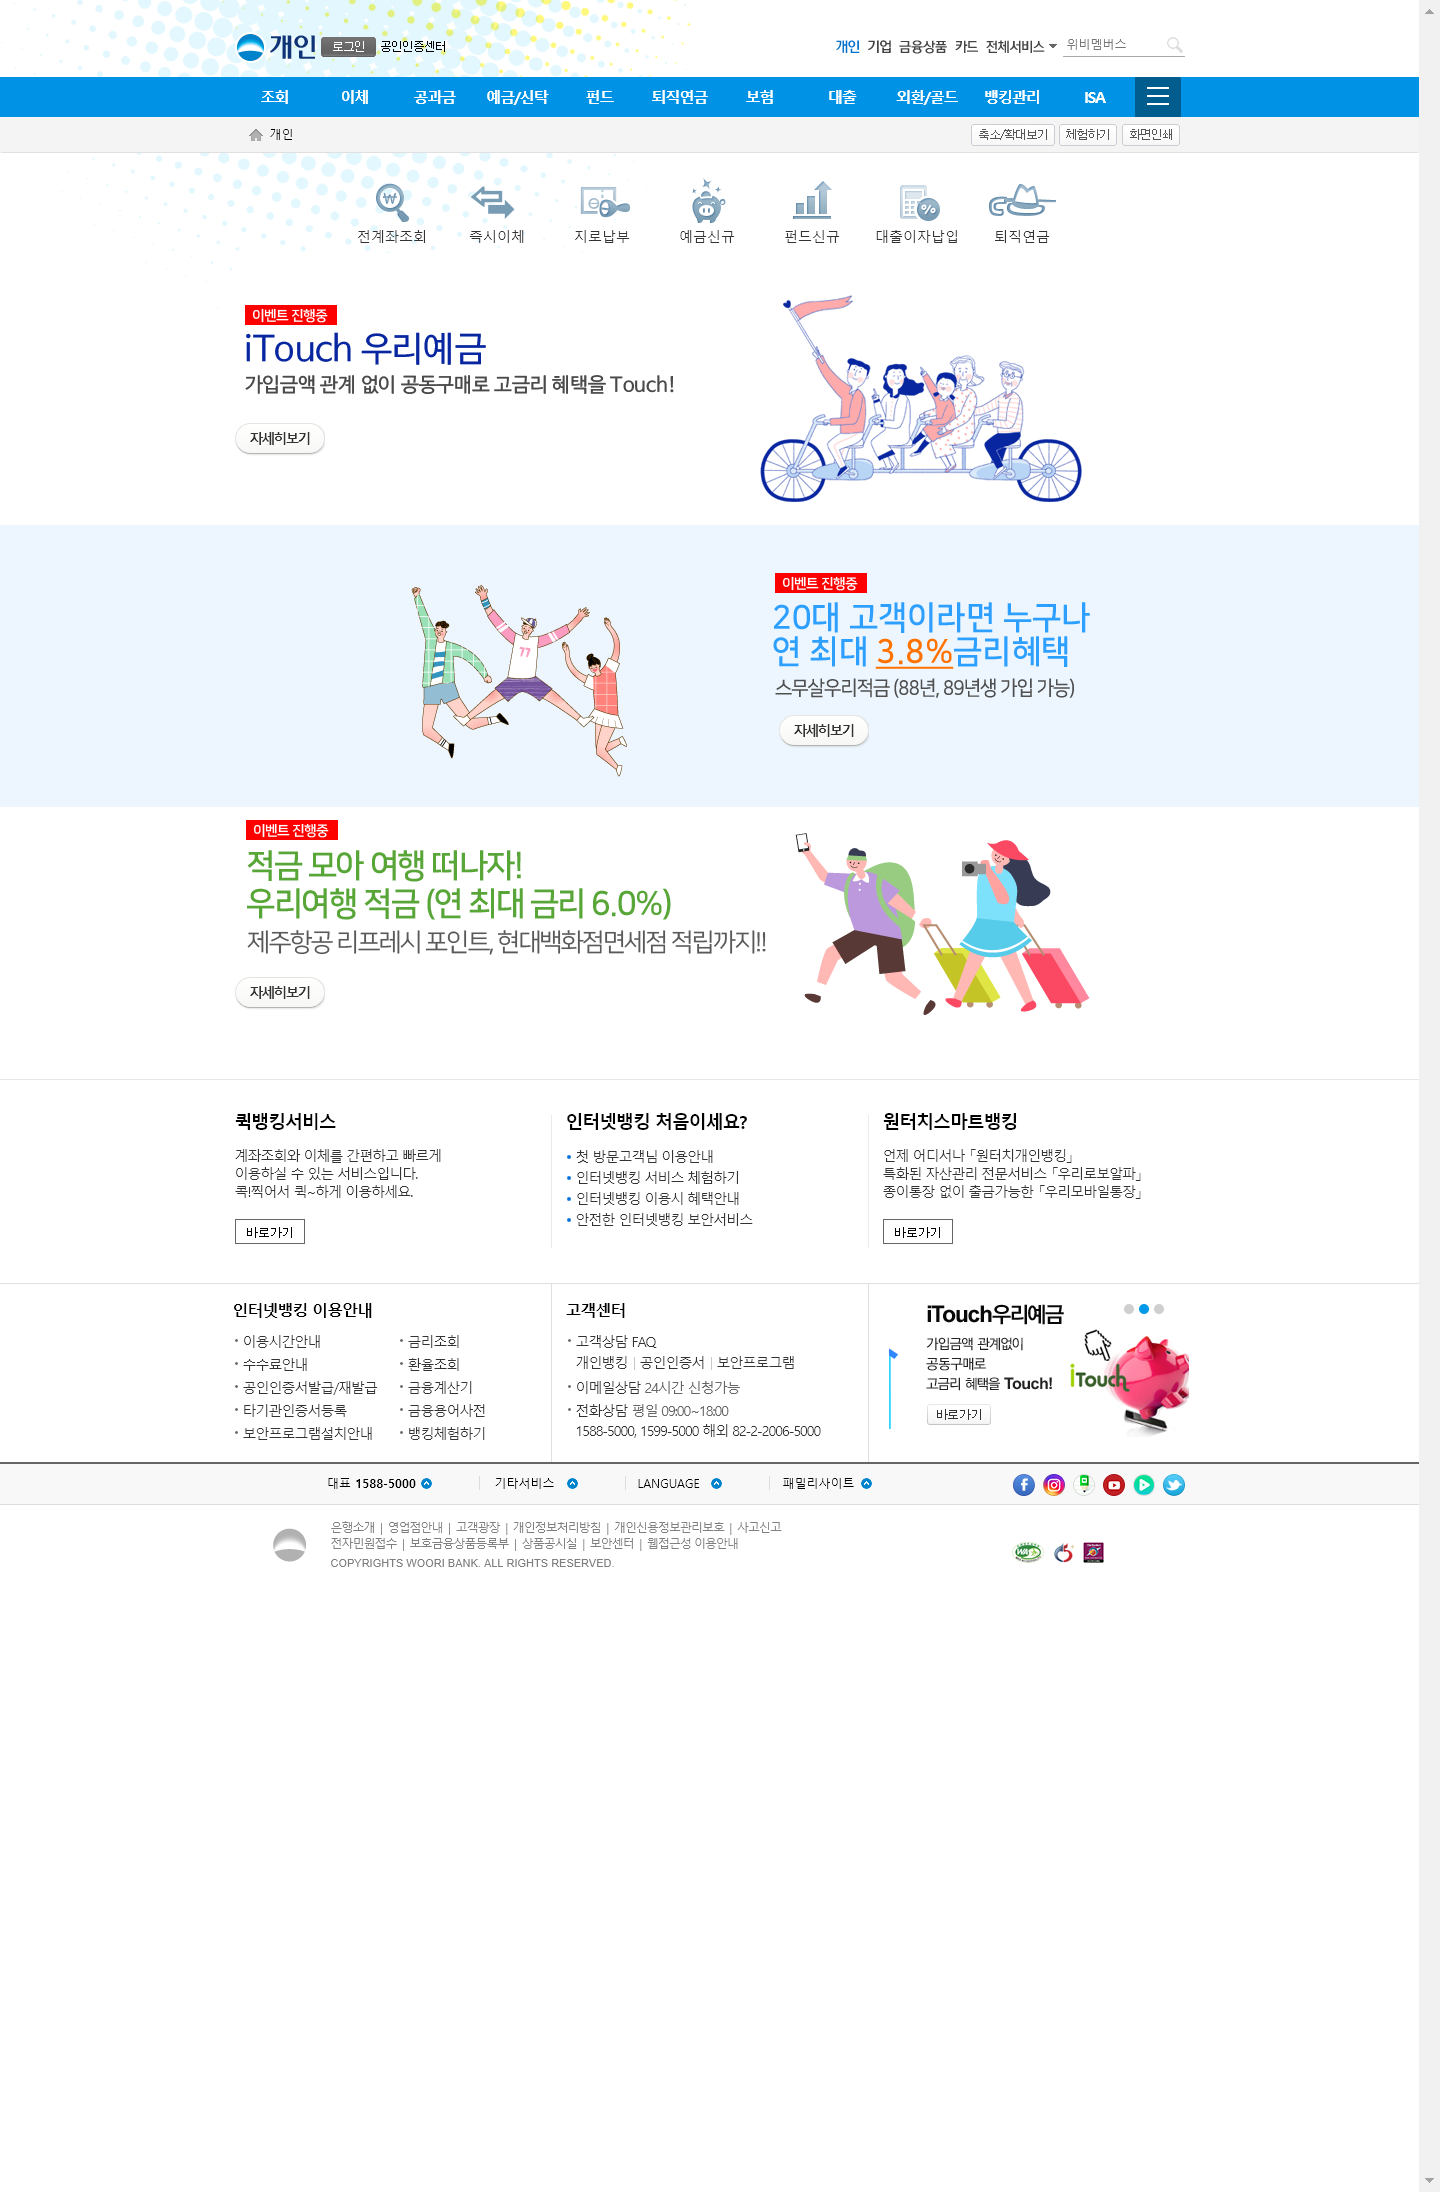 개인 로그인 공인인증센터 개인 기업 금융상품 카드 전체서비스 위비멤버스
조회 이체 공과금 예금/신탁 펀드 퇴직연금 보험 대출 외환/골드 뱅킹관리 ISA
개인 축소/확대보기 체험하기 화면인쇄
전계좌조회 즉시이체 지로납부 예금신규 펀드신규 대출이자납입 퇴직연금
이벤트 진행중
iTouch 우리예금
가입금액 관계 없이 공동구매로 고금리 혜택을 Touch!
자세히보기
이벤트 진행중
20대 고객이라면 누구나
연 최대 3.8%금리혜택
스무살우리적금 (88년, 89년생 가입 가능)
자세히보기
77
이벤트 진행중
적금 모아 여행 떠나자!
우리여행 적금 (연 최대 금리 6.0%)
제주항공 리프레시 포인트, 현대백화점면세점 적립까지!!
자세히보기
퀵뱅킹서비스
계좌조회와 이체를 간편하고 빠르게
이용하실 수 있는 서비스입니다.
콕!찍어서 퀵~하게 이용하세요.
바로가기
인터넷뱅킹 처음이세요?
첫 방문고객님 이용안내
인터넷뱅킹 서비스 체험하기
인터넷뱅킹 이용시 혜택안내
안전한 인터넷뱅킹 보안서비스
원터치스마트뱅킹
언제 어디서나 「원터치개인뱅킹」
특화된 자산관리 전문서비스 「우리로보알파」
종이통장 없이 출금가능한 「우리모바일통장」
바로가기
인터넷뱅킹 이용안내
이용시간안내
수수료안내
공인인증서발급/재발급
타기관인증서등록
보안프로그램설치안내
금리조회
환율조회
금융계산기
금융용어사전
뱅킹체험하기
고객센터
고객상담 FAQ
개인뱅킹 | 공인인증서 | 보안프로그램
이메일상담 24시간 신청가능
전화상담 평일 09:00~18:00
1588-5000, 1599-5000 해외 82-2-2006-5000
iTouch우리예금
가입금액 관계없이
공동구매로
고금리 혜택을 Touch!
바로가기
iTouch
대표 1588-5000 기타서비스 LANGUAGE 패밀리사이트
은행소개 | 영업점안내 | 고객광장 | 개인정보처리방침 | 개인신용정보관리보호 | 사고신고
전자민원접수 | 보호금융상품등록부 | 상품공시실 | 보안센터 | 웹접근성 이용안내
COPYRIGHTS WOORI BANK. ALL RIGHTS RESERVED.
WA